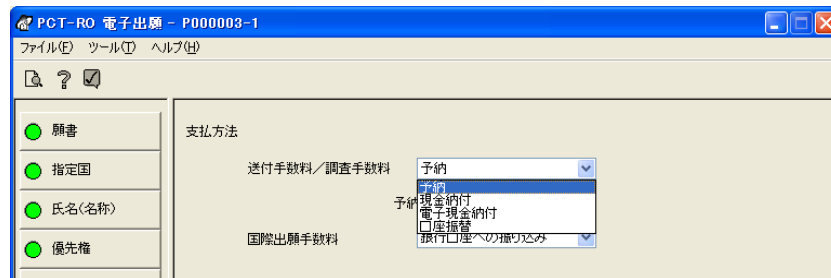 PCT-RO 電子出願 - P000003-1
ファイル(F) ツール(T) ヘルプ(H)
願書
支払方法
指定国
送付手数料／調査手数料
予納
予納
現金納付
電子現金納付
口座振替
氏名(名称)
予納
国際出願手数料
銀行口座への振り込み
優先権